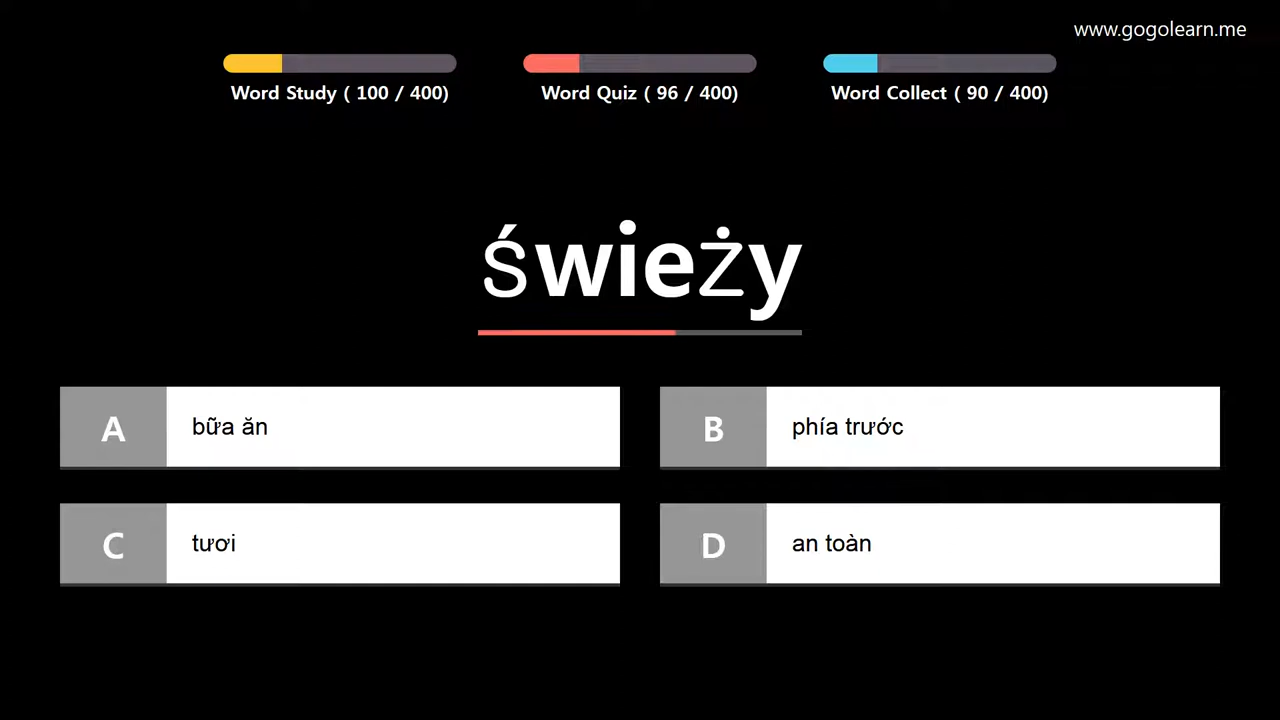 www.gogolearn.me
Word Study ( 100 / 400) Word Quiz ( 96 / 400) Word Collect ( 90 / 400)
świeży
A bữa ăn
B phía trước
C tươi
D an toàn